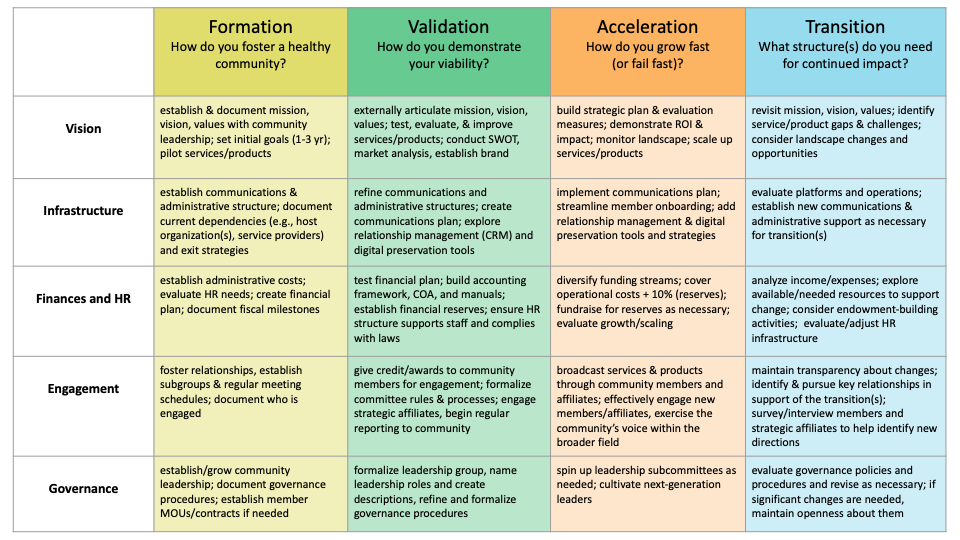 Formation
How do you foster a healthy
community?
Validation
How do you demonstrate
your viability?
Acceleration
How do you grow fast
(or fail fast)?
Transition
What structure(s) do you need
for continued impact?
Vision
establish & document mission,
vision, values with community
leadership; set initial goals (1-3 yr);
pilot services/products
externally articulate mission, vision,
values; test, evaluate, & improve
services/products; conduct SWOT,
market analysis, establish brand
build strategic plan & evaluation
measures; demonstrate ROI &
impact; monitor landscape; scale up
services/products
revisit mission, vision, values; identify
service/product gaps & challenges;
consider landscape changes and
opportunities
Infrastructure
establish communications &
administrative structure; document
current dependencies (e.g., host
organization(s), service providers)
and exit strategies
refine communications and
administrative structures; create
communications plan; explore
relationship management (CRM) and
digital preservation tools
implement communications plan;
streamline member onboarding; add
relationship management & digital
preservation tools and strategies
evaluate platforms and operations;
establish new communications &
administrative support as necessary
for transition(s)
Finances and HR
establish administrative costs;
evaluate HR needs; create financial
plan; document fiscal milestones
test financial plan; build accounting
framework, COA, and manuals;
establish financial reserves; ensure HR
structure supports staff and complies
with laws
diversify funding streams; cover
operational costs + 10% (reserves);
fundraise for reserves as necessary;
evaluate growth/scaling
analyze income/expenses; explore
available/needed resources to support
change; consider endowment-building
activities; evaluate/adjust HR
infrastructure
Engagement
foster relationships, establish
subgroups & regular meeting
schedules; document who is
engaged
give credit/awards to community
members for engagement; formalize
committee rules & processes; engage
strategic affiliates, begin regular
reporting to community
broadcast services & products
through community members and
affiliates; effectively engage new
members/affiliates, exercise the
community's voice within the
broader field
maintain transparency about changes;
identify & pursue key relationships in
support of the transition(s);
survey/interview members and
strategic affiliates to help identify new
directions
Governance
establish/grow community
leadership; document governance
procedures; establish member
MOUs/contracts if needed
formalize leadership group, name
leadership roles and create
descriptions, refine and formalize
governance procedures
spin up leadership subcommittees as
needed; cultivate next-generation
leaders
evaluate governance policies and
procedures and revise as necessary; if
significant changes are needed,
maintain openness about them